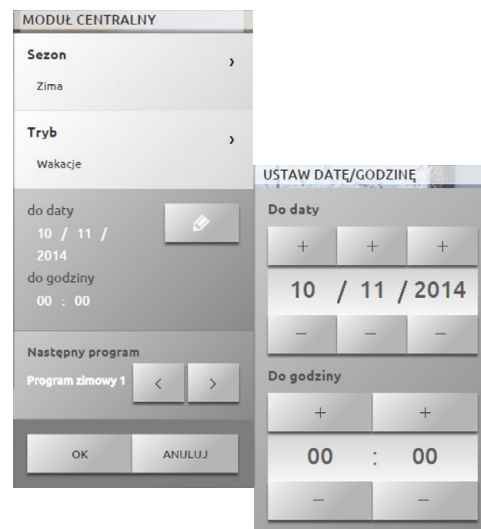 MODUŁ CENTRALNY
Sezon
Zima
Tryb
Wakacje
do daty
10 / 11 /
2014
do godziny
00 : 00
Następny program
Program zimowy 1 < >
OK ANULUJ
USTAW DATĘ/GODZINĘ
Do daty
+ + +
10 / 11 / 2014
− − −
Do godziny
+ +
00 : 00
− −